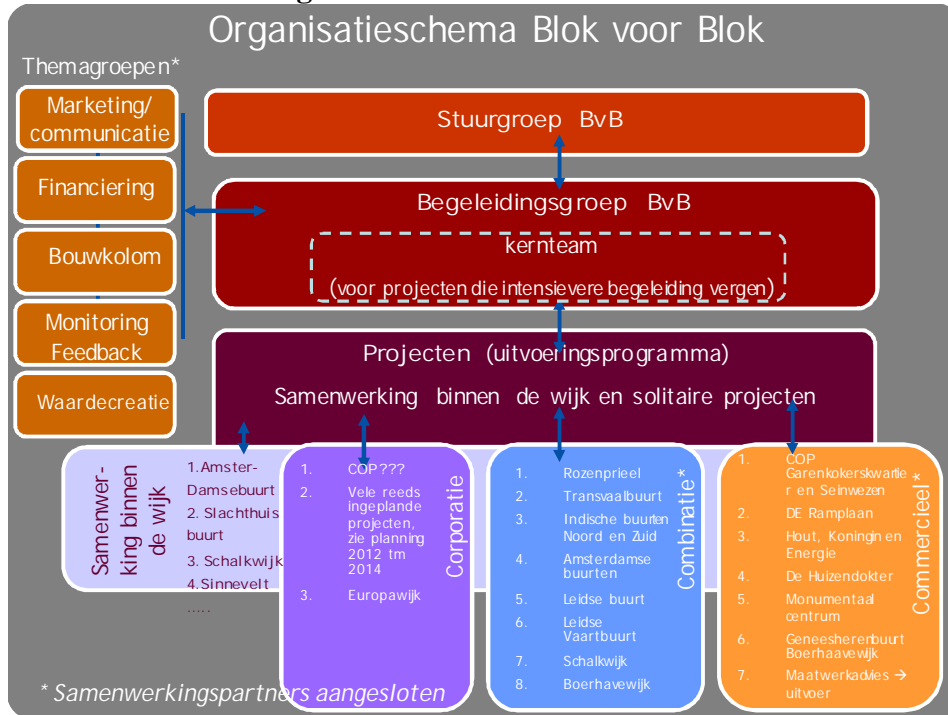 Organisatieschema Blok voor Blok
Themagroepen*
Marketing/
communicatie
Financiering
Bouwkolom
Monitoring
Feedback
Waardecreatie
Stuurgroep BvB
Begeleidingsgroep BvB
kernteam
(voor projecten die intensievere begeleiding vergen)
Projecten (uitvoeringsprogramma)
Samenwerking binnen de wijk en solitaire projecten
Samenwer-
king binnen
de wijk
1.Amster-
Damsebuurt
2. Slachthuis
buurt
3. Schalkwijk
4.Sinnevelt
.....
1. COP???
2. Vele reeds
ingeplande
projecten,
zie planning
2012 tm
2014
3. Europawijk
Corporatie
1. Rozenprieel
2. Transvaalbuurt
3. Indische buurten
Noord en Zuid
4. Amsterdamse
buurten
5. Leidse buurt
6. Leidse
Vaartbuurt
7. Schalkwijk
8. Boerhavewijk
Combinatie*
1. COP
Garenkokerskwartie
r en Seinwezen
2. DE Ramplaan
3. Hout, Koningin en
Energie
4. De Huizendokter
5. Monumentaal
centrum
6. Geneesherenbuurt
Boerhaavewijk
7. Maatwerkadvies →
uitvoer
Commercieel*
* Samenwerkingspartners aangesloten